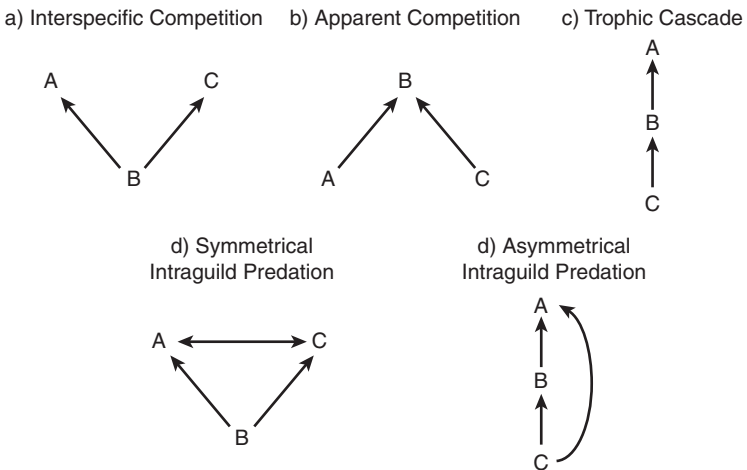 a) Interspecific Competition
b) Apparent Competition
c) Trophic Cascade
A
C
B
B
A
C
A
B
C
d) Symmetrical
Intraguild Predation
A
C
B
d) Asymmetrical
Intraguild Predation
A
B
C